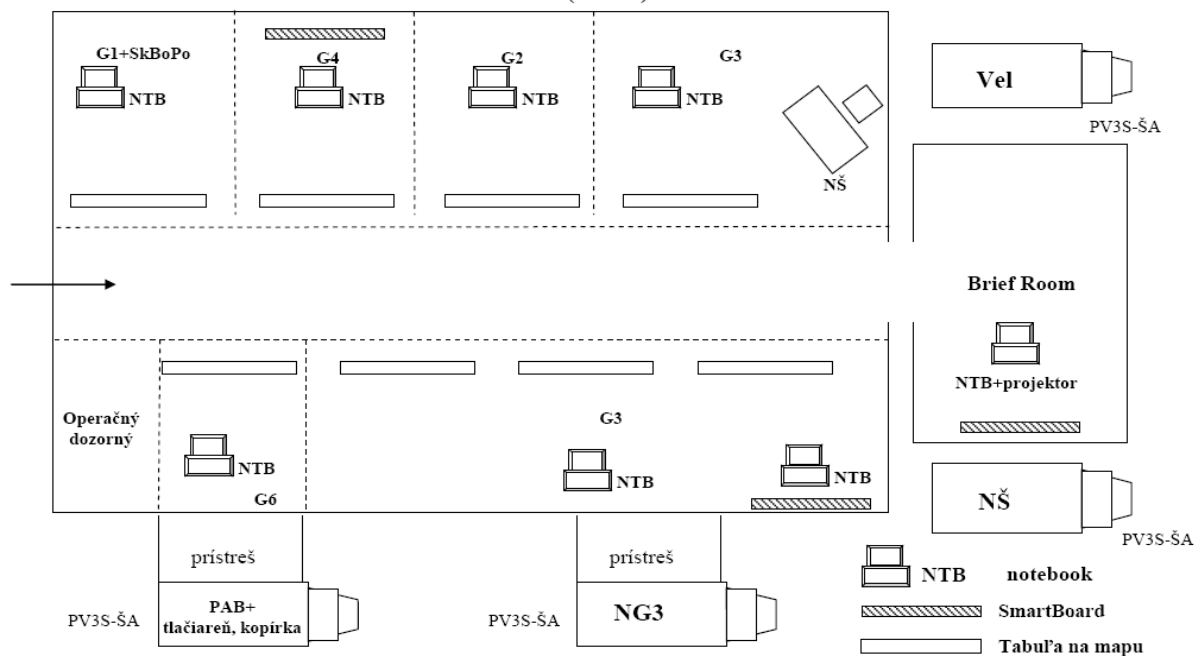 G1+SkBoPo
NTB
G4
NTB
G2
NTB
G3
NTB
NŠ
Vel
PV3S-ŠA
Brief Room
NTB+projektor
Operačný
dozorný
NTB
G6
G3
NTB
NTB
NŠ
PV3S-ŠA
prístreš
PV3S-ŠA
PAB+
tlačiareň, kopírka
prístreš
PV3S-ŠA
NG3
NTB notebook
SmartBoard
Tabuľa na mapu